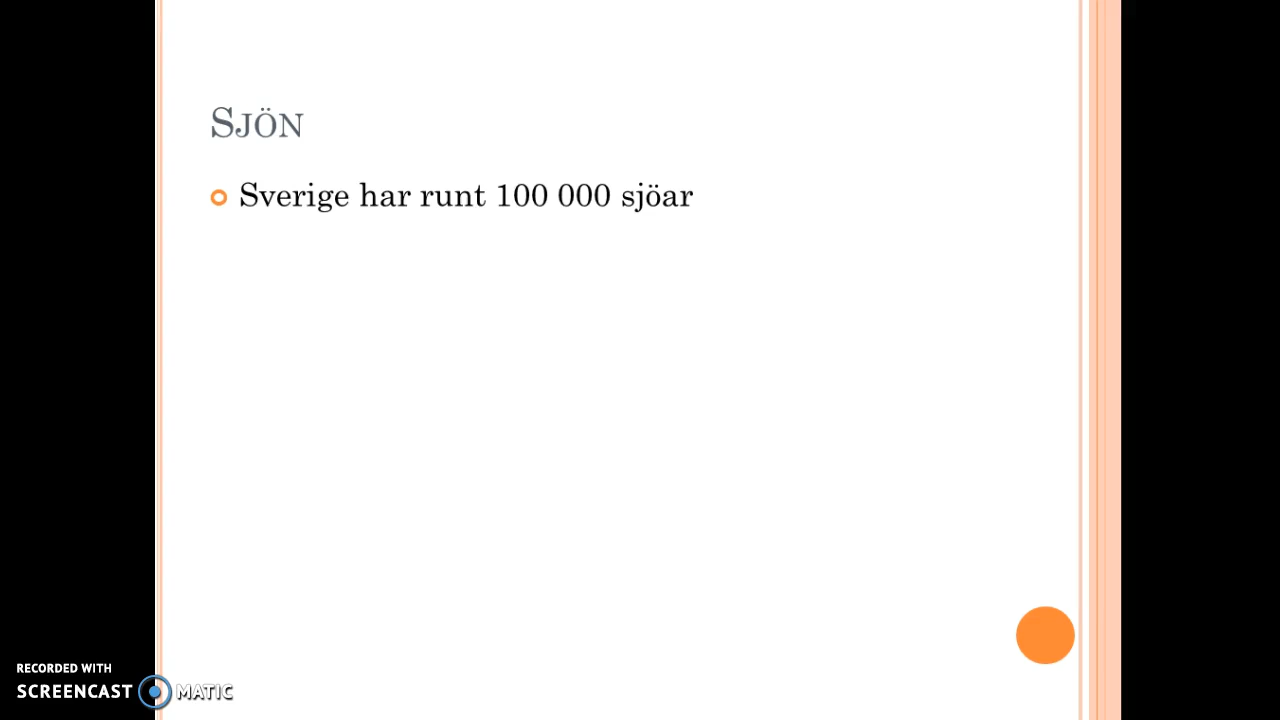 SJÖN
Sverige har runt 100 000 sjöar
RECORDED WITH
SCREENCAST MATIC